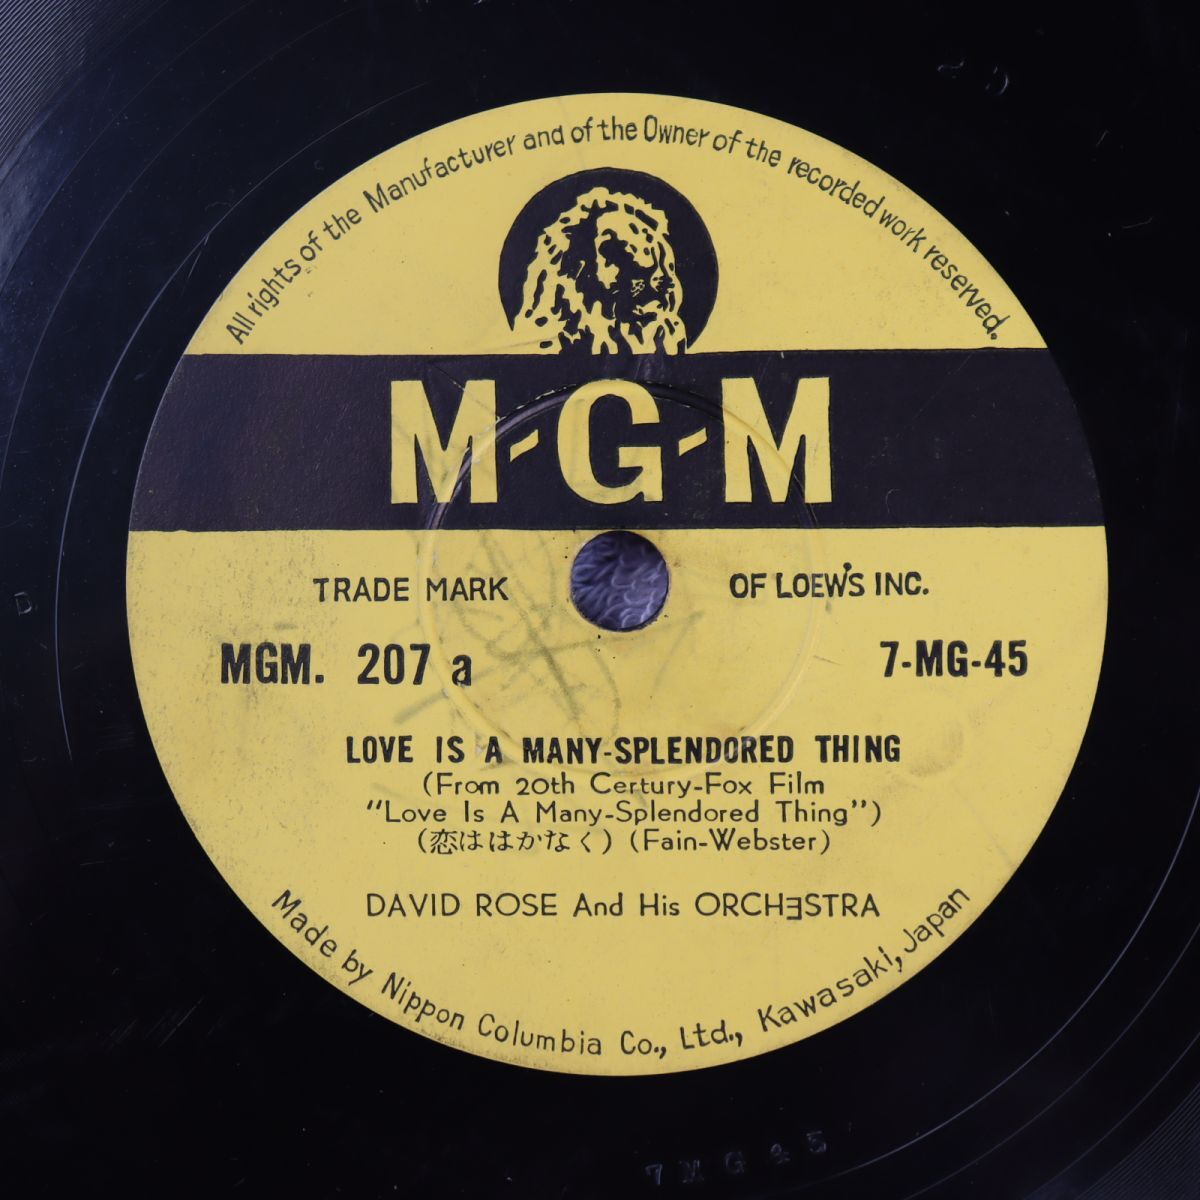 All rights of the Manufacturer and of the Owner of the recorded work reserved.
M-G-M
TRADE MARK OF LOEW'S INC.
MGM. 207 a 7-MG-45
LOVE IS A MANY-SPLENDORED THING
(From 20th Certury-Fox Film
"Love Is A Many-Splendored Thing")
(恋ははかなく) (Fain-Webster)
DAVID ROSE And His ORCHƎSTRA
Made by Nippon Columbia Co., Ltd., Kawasaki, Japan
D
7 M G 45